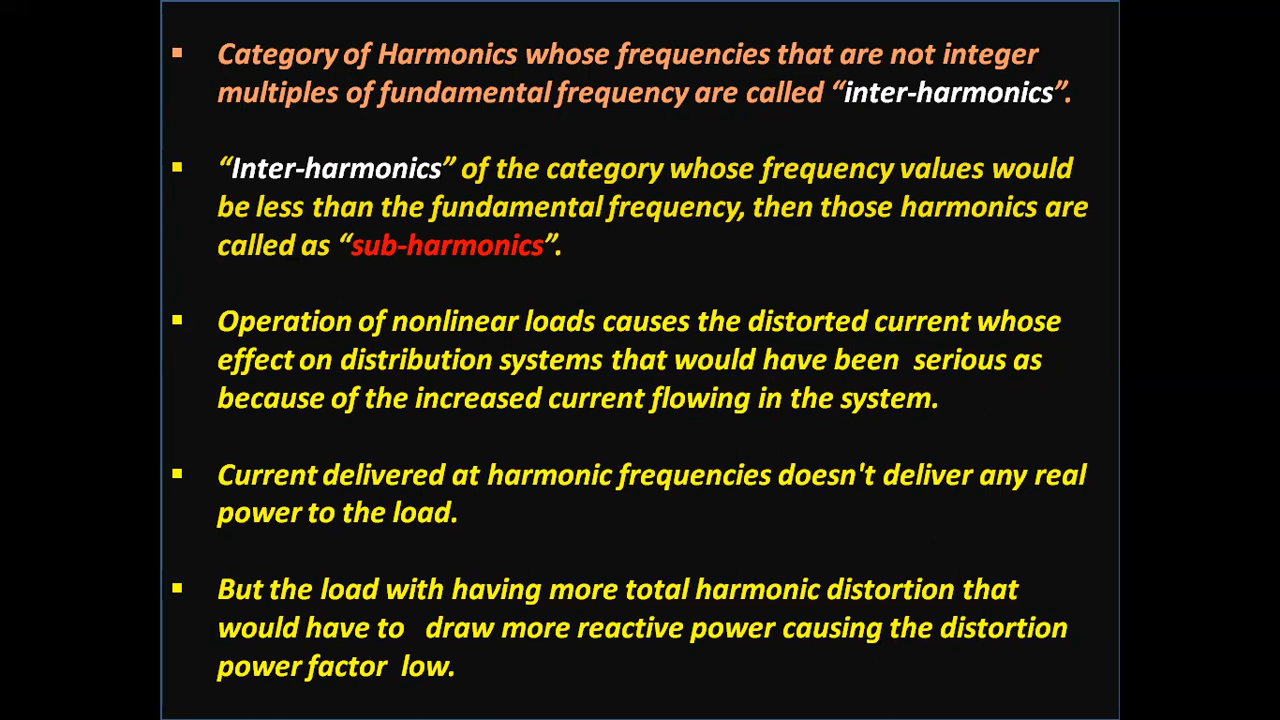 ▪ Category of Harmonics whose frequencies that are not integer
multiples of fundamental frequency are called “inter-harmonics”.
▪ “Inter-harmonics” of the category whose frequency values would
be less than the fundamental frequency, then those harmonics are
called as “sub-harmonics”.
▪ Operation of nonlinear loads causes the distorted current whose
effect on distribution systems that would have been serious as
because of the increased current flowing in the system.
▪ Current delivered at harmonic frequencies doesn't deliver any real
power to the load.
▪ But the load with having more total harmonic distortion that
would have to draw more reactive power causing the distortion
power factor low.